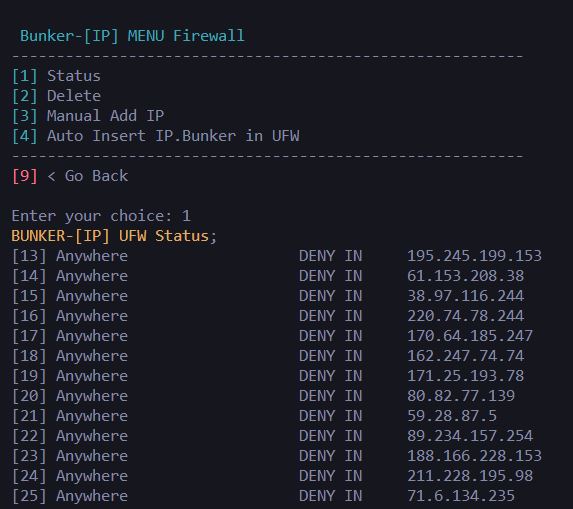 Bunker-[IP] MENU Firewall
---------------------------------------------------------
[1] Status
[2] Delete
[3] Manual Add IP
[4] Auto Insert IP.Bunker in UFW
---------------------------------------------------------
[9] < Go Back
Enter your choice: 1
BUNKER-[IP] UFW Status;
[13] Anywhere DENY IN 195.245.199.153
[14] Anywhere DENY IN 61.153.208.38
[15] Anywhere DENY IN 38.97.116.244
[16] Anywhere DENY IN 220.74.78.244
[17] Anywhere DENY IN 170.64.185.247
[18] Anywhere DENY IN 162.247.74.74
[19] Anywhere DENY IN 171.25.193.78
[20] Anywhere DENY IN 80.82.77.139
[21] Anywhere DENY IN 59.28.87.5
[22] Anywhere DENY IN 89.234.157.254
[23] Anywhere DENY IN 188.166.228.153
[24] Anywhere DENY IN 211.228.195.98
[25] Anywhere DENY IN 71.6.134.235